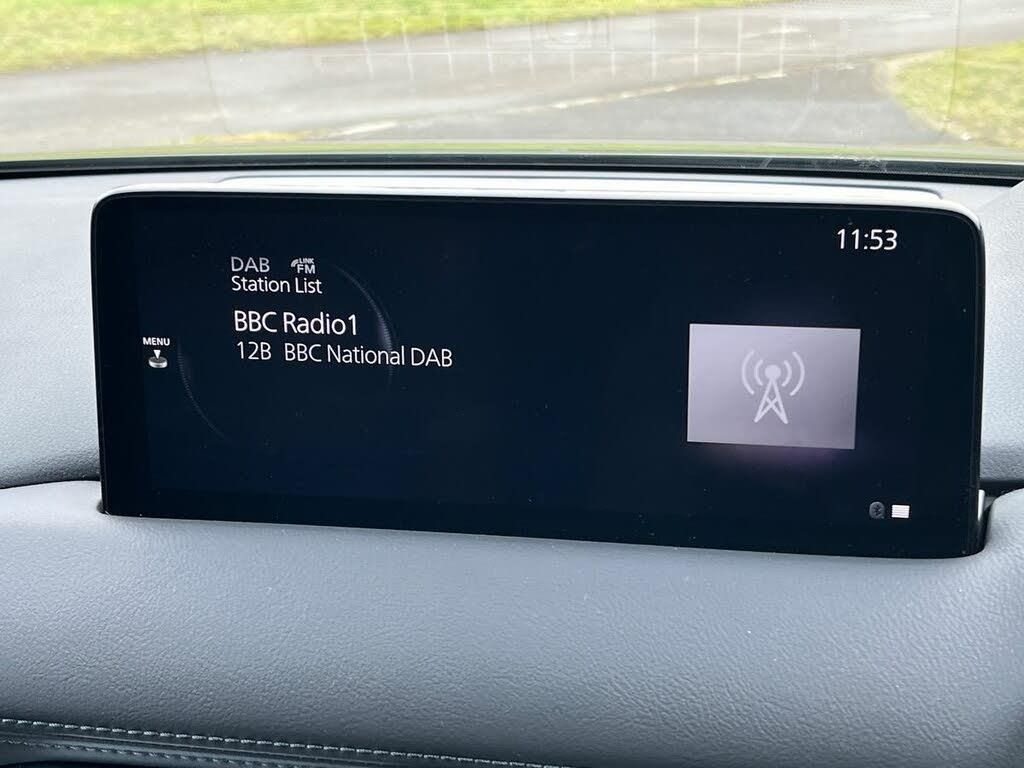 11:53
DAB LINK FM
Station List
BBC Radio1
MENU
12B BBC National DAB